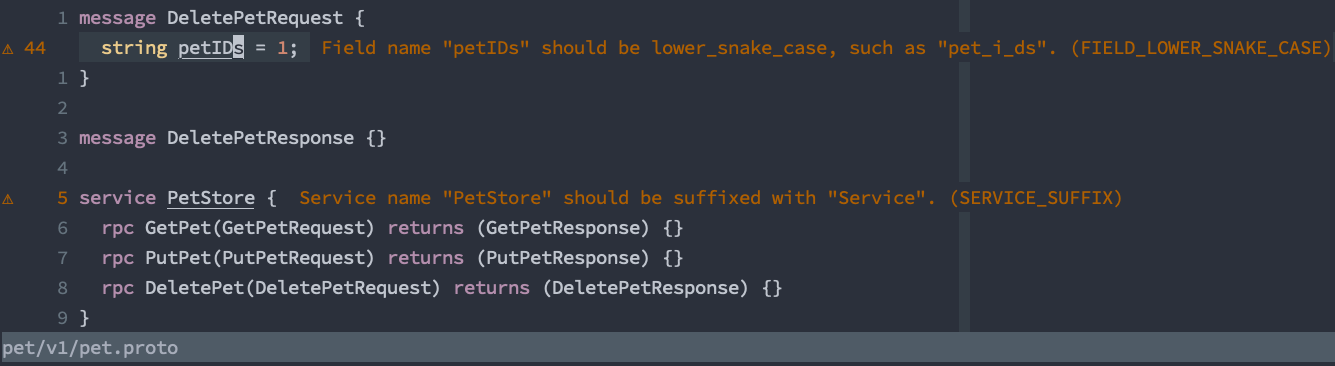 1 message DeletePetRequest {
⚠ 44 string petIDs = 1; Field name "petIDs" should be lower_snake_case, such as "pet_i_ds". (FIELD_LOWER_SNAKE_CASE)
1 }
2
3 message DeletePetResponse {}
4
⚠ 5 service PetStore { Service name "PetStore" should be suffixed with "Service". (SERVICE_SUFFIX)
6 rpc GetPet(GetPetRequest) returns (GetPetResponse) {}
7 rpc PutPet(PutPetRequest) returns (PutPetResponse) {}
8 rpc DeletePet(DeletePetRequest) returns (DeletePetResponse) {}
9 }
pet/v1/pet.proto